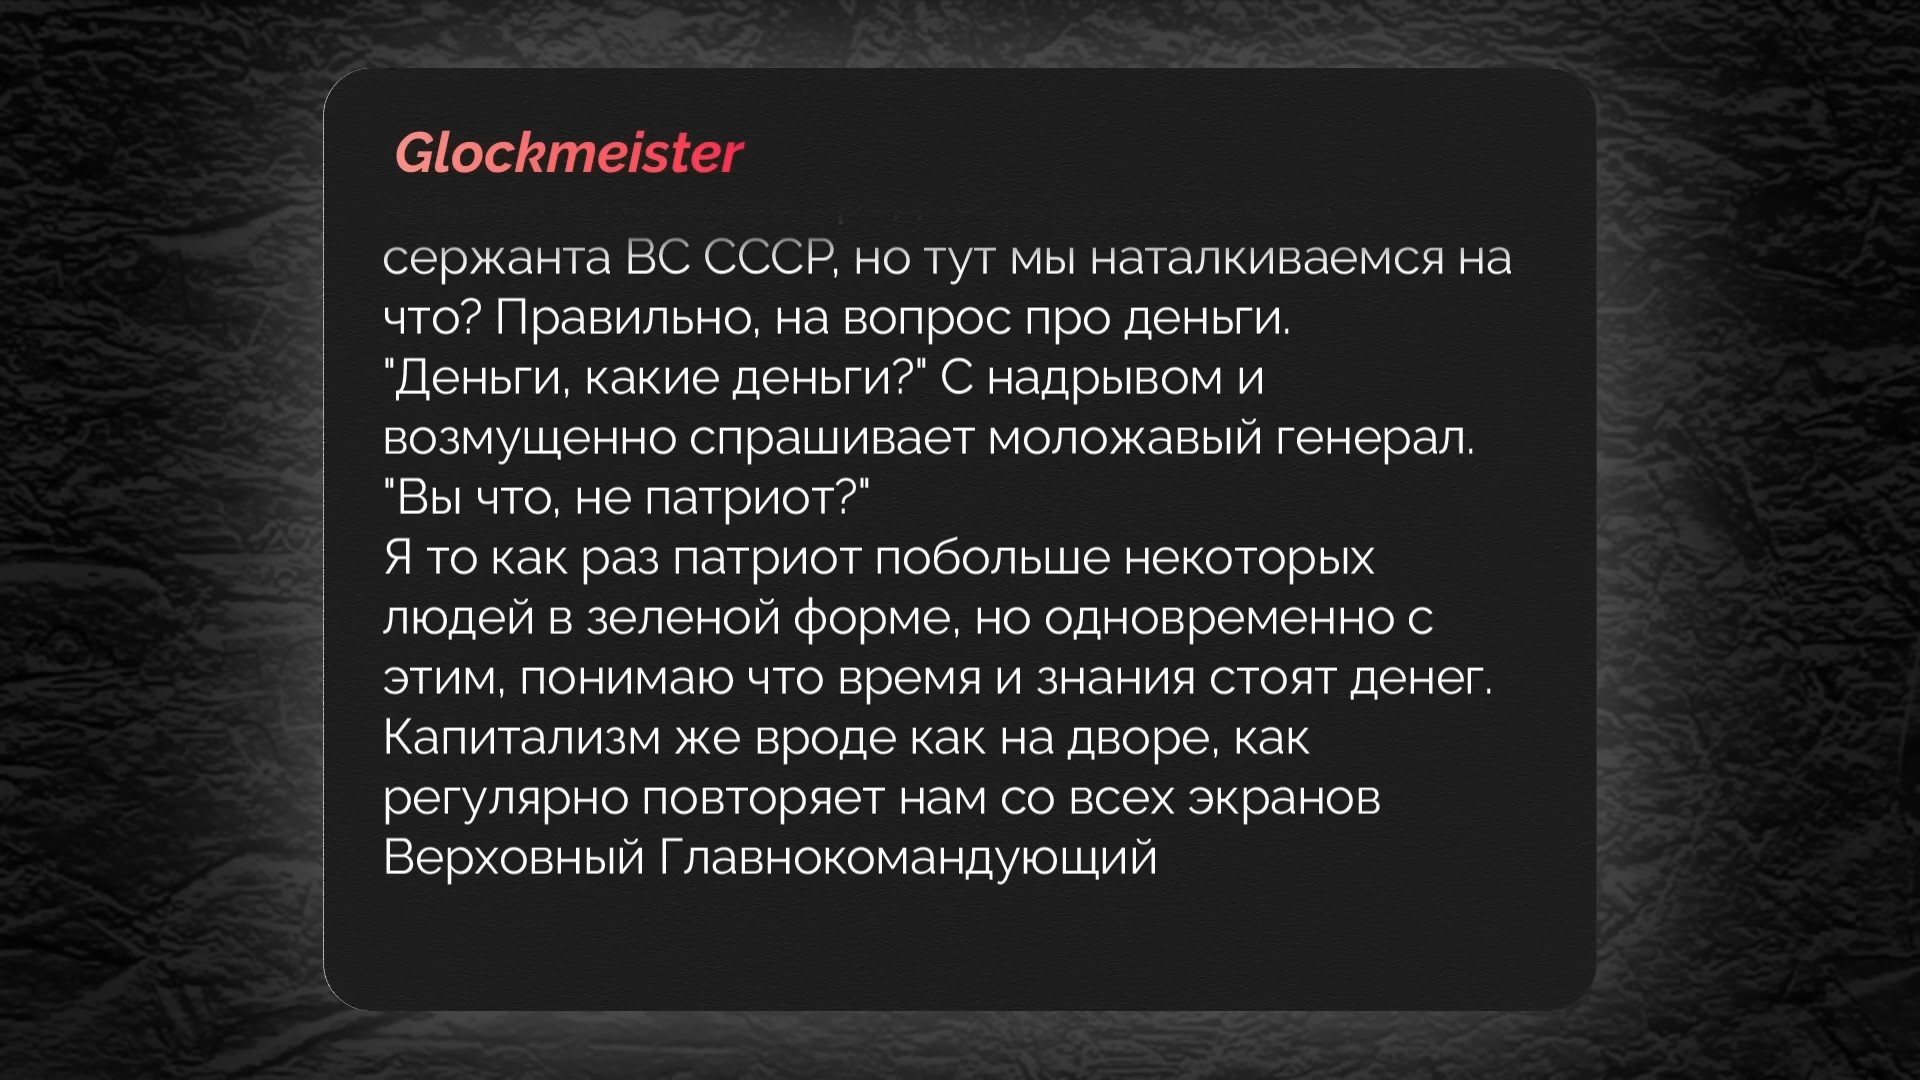 Glockmeister
сержанта ВС СССР, но тут мы наталкиваемся на
что? Правильно, на вопрос про деньги.
"Деньги, какие деньги?" С надрывом и
возмущенно спрашивает моложавый генерал.
"Вы что, не патриот?"
Я то как раз патриот побольше некоторых
людей в зеленой форме, но одновременно с
этим, понимаю что время и знания стоят денег.
Капитализм же вроде как на дворе, как
регулярно повторяет нам со всех экранов
Верховный Главнокомандующий